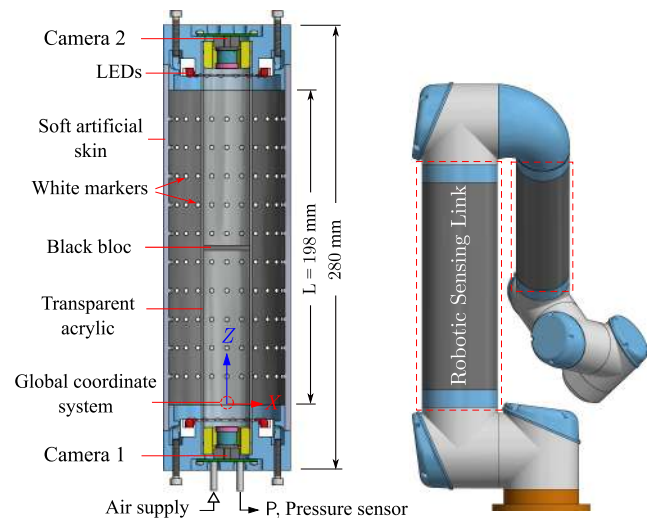 Camera 2
LEDs
Soft artificial
skin
White markers
Black bloc
Transparent
acrylic
Global coordinate
system
Camera 1
Air supply
P, Pressure sensor
Z
X
L = 198 mm
280 mm
Robotic Sensing Link